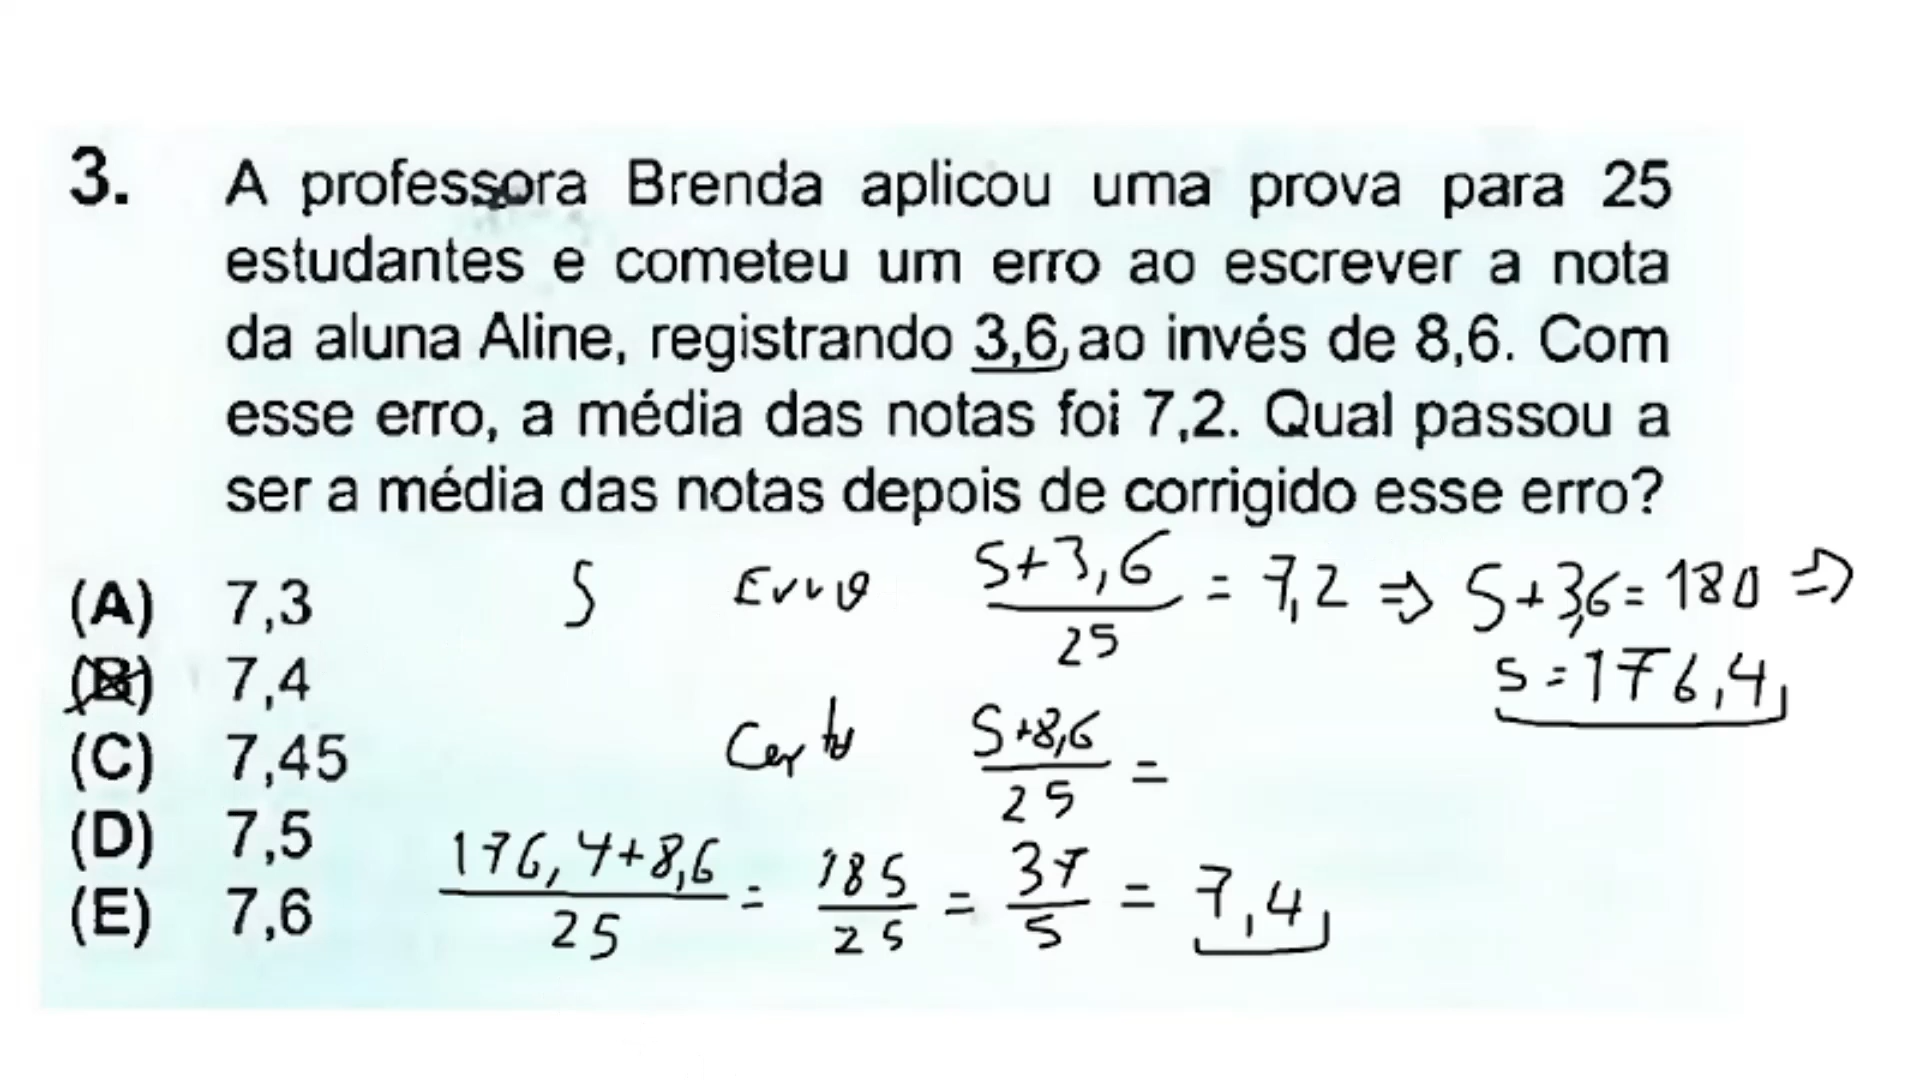 3. A professora Brenda aplicou uma prova para 25
estudantes e cometeu um erro ao escrever a nota
da aluna Aline, registrando 3,6, ao invés de 8,6. Com
esse erro, a média das notas foi 7,2. Qual passou a
ser a média das notas depois de corrigido esse erro?
(A) 7,3
(B) 7,4
(C) 7,45
(D) 7,5
(E) 7,6
S Erro S+3,6/25 = 7,2 ⇒ S+3,6=180 ⇒
S=176,4
Certo S+8,6/25 =
176,4+8,6/25 = 185/25 = 37/5 = 7,4